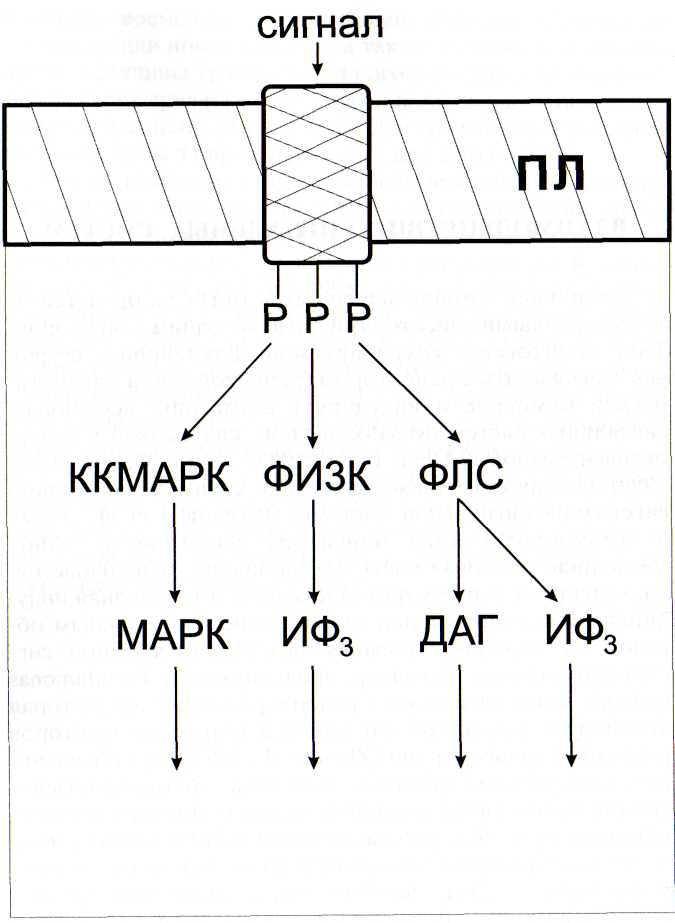 сигнал
ПЛ
Р Р Р
ККМАРК ФИЗК ФЛС
МАРК ИФ3 ДАГ ИФ3